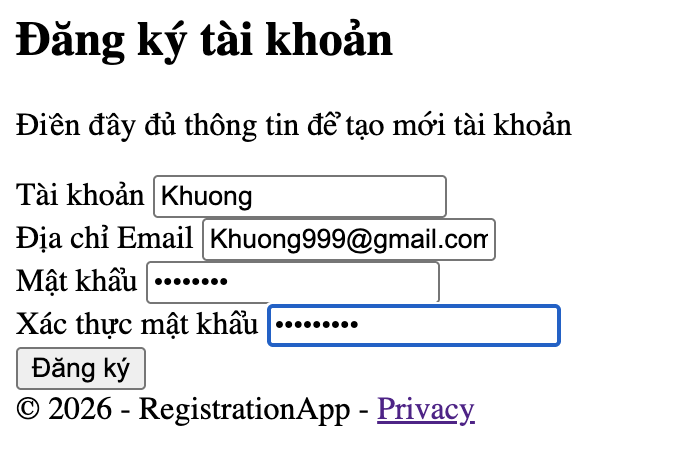 Đăng ký tài khoản
Điền đầy đủ thông tin để tạo mới tài khoản
Tài khoản Khuong
Địa chỉ Email Khuong999@gmail.com
Mật khẩu ••••••••
Xác thực mật khẩu •••••••••
Đăng ký
© 2026 - RegistrationApp - Privacy